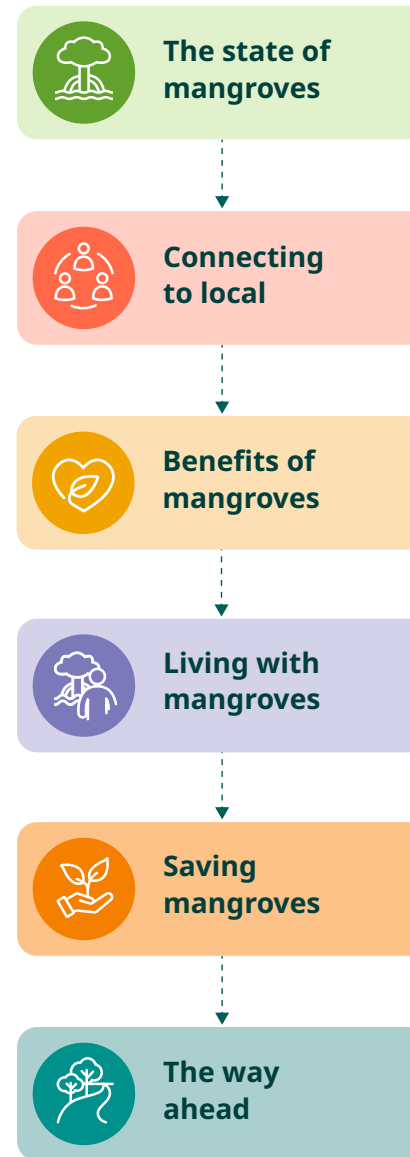 The state of
mangroves
Connecting
to local
Benefits of
mangroves
Living with
mangroves
Saving
mangroves
The way
ahead